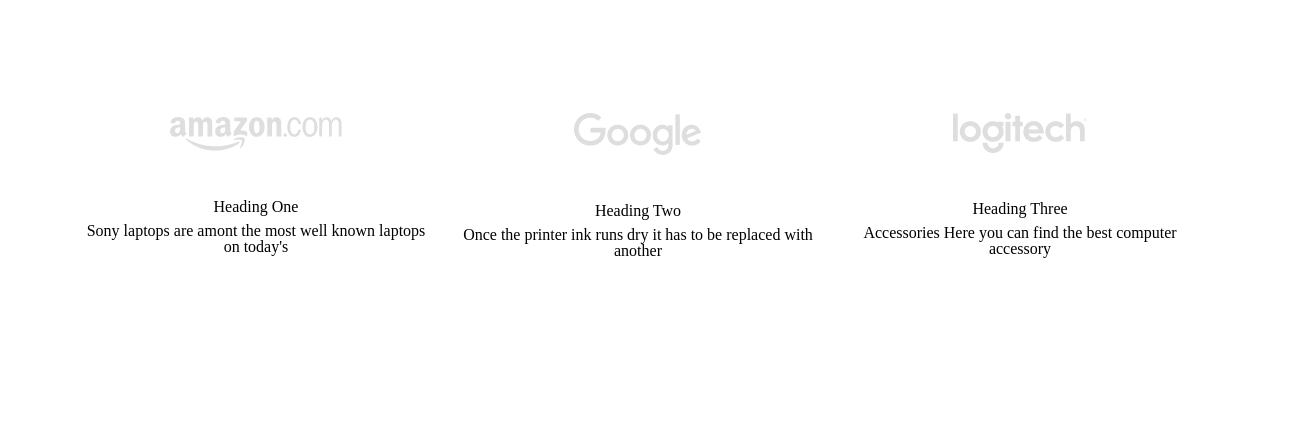 amazon.com
Heading One
Sony laptops are amont the most well known laptops
on today's
Google
Heading Two
Once the printer ink runs dry it has to be replaced with
another
logitech
Heading Three
Accessories Here you can find the best computer
accessory